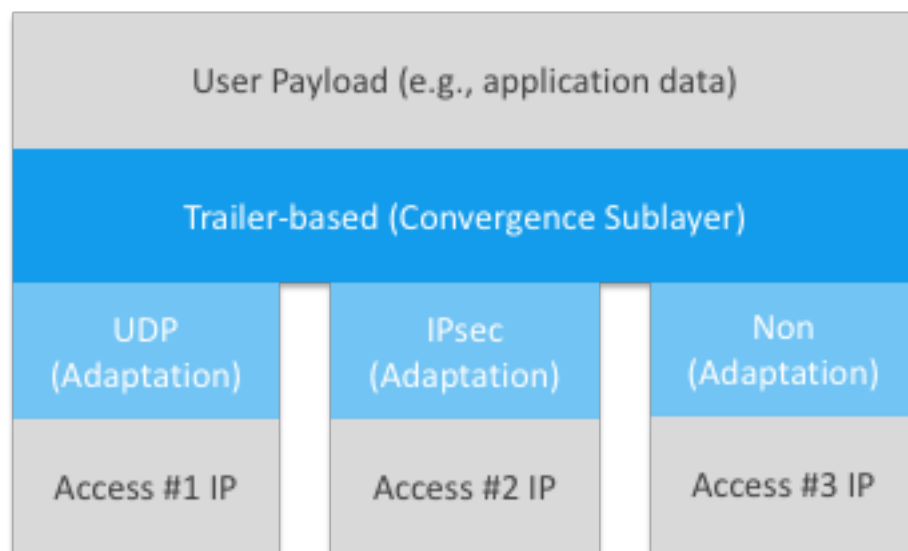 User Payload (e.g., application data)
Trailer-based (Convergence Sublayer)
UDP
(Adaptation)
IPsec
(Adaptation)
Non
(Adaptation)
Access #1 IP
Access #2 IP
Access #3 IP